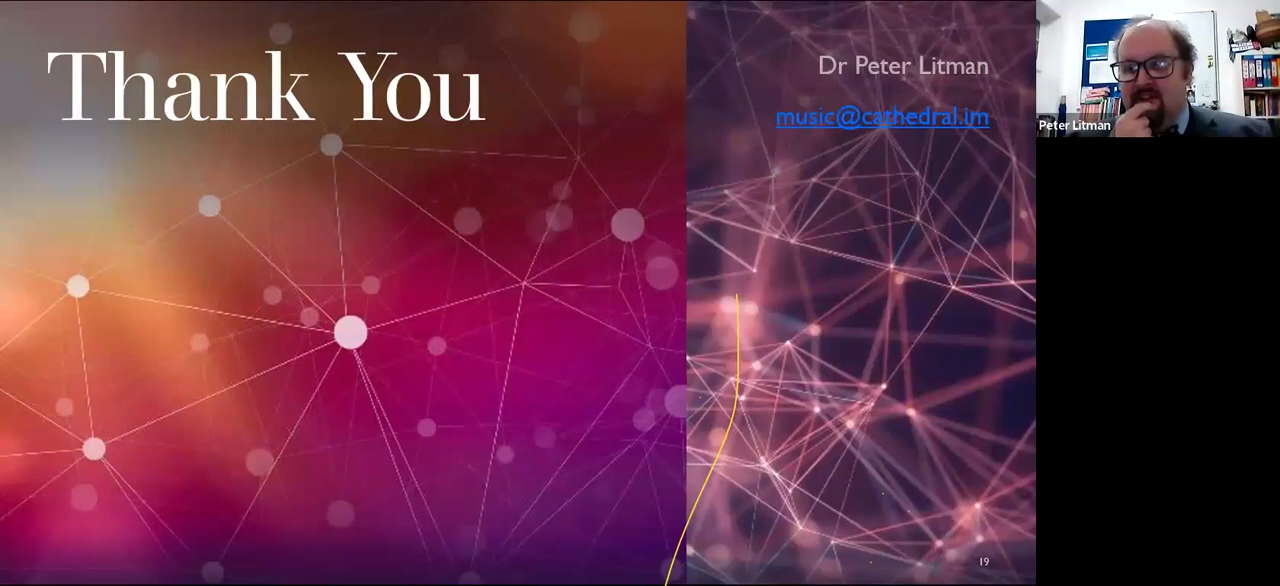 Thank You
Dr Peter Litman
music@cathedral.im
Peter Litman
19